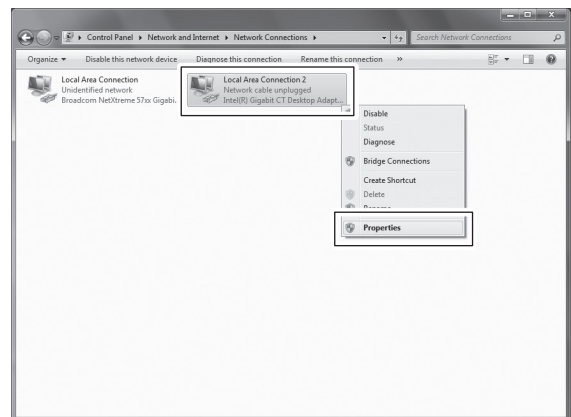 Control Panel ▸ Network and Internet ▸ Network Connections ▸
Search Network Connections
Organize ▾ Disable this network device Diagnose this connection Rename this connection »
Local Area Connection
Unidentified network
Broadcom NetXtreme 57xx Gigabi...
Local Area Connection 2
Network cable unplugged
Intel(R) Gigabit CT Desktop Adapt...
Disable
Status
Diagnose
Bridge Connections
Create Shortcut
Delete
Rename
Properties